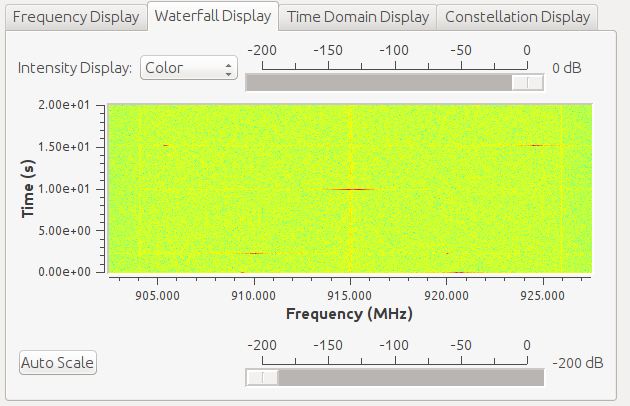 Frequency Display Waterfall Display Time Domain Display Constellation Display
-200 -150 -100 -50 0
Intensity Display: Color 0 dB
2.00e+01
1.50e+01
1.00e+01
5.00e+00
0.00e+00
Time (s)
905.000 910.000 915.000 920.000 925.000
Frequency (MHz)
-200 -150 -100 -50 0
Auto Scale -200 dB